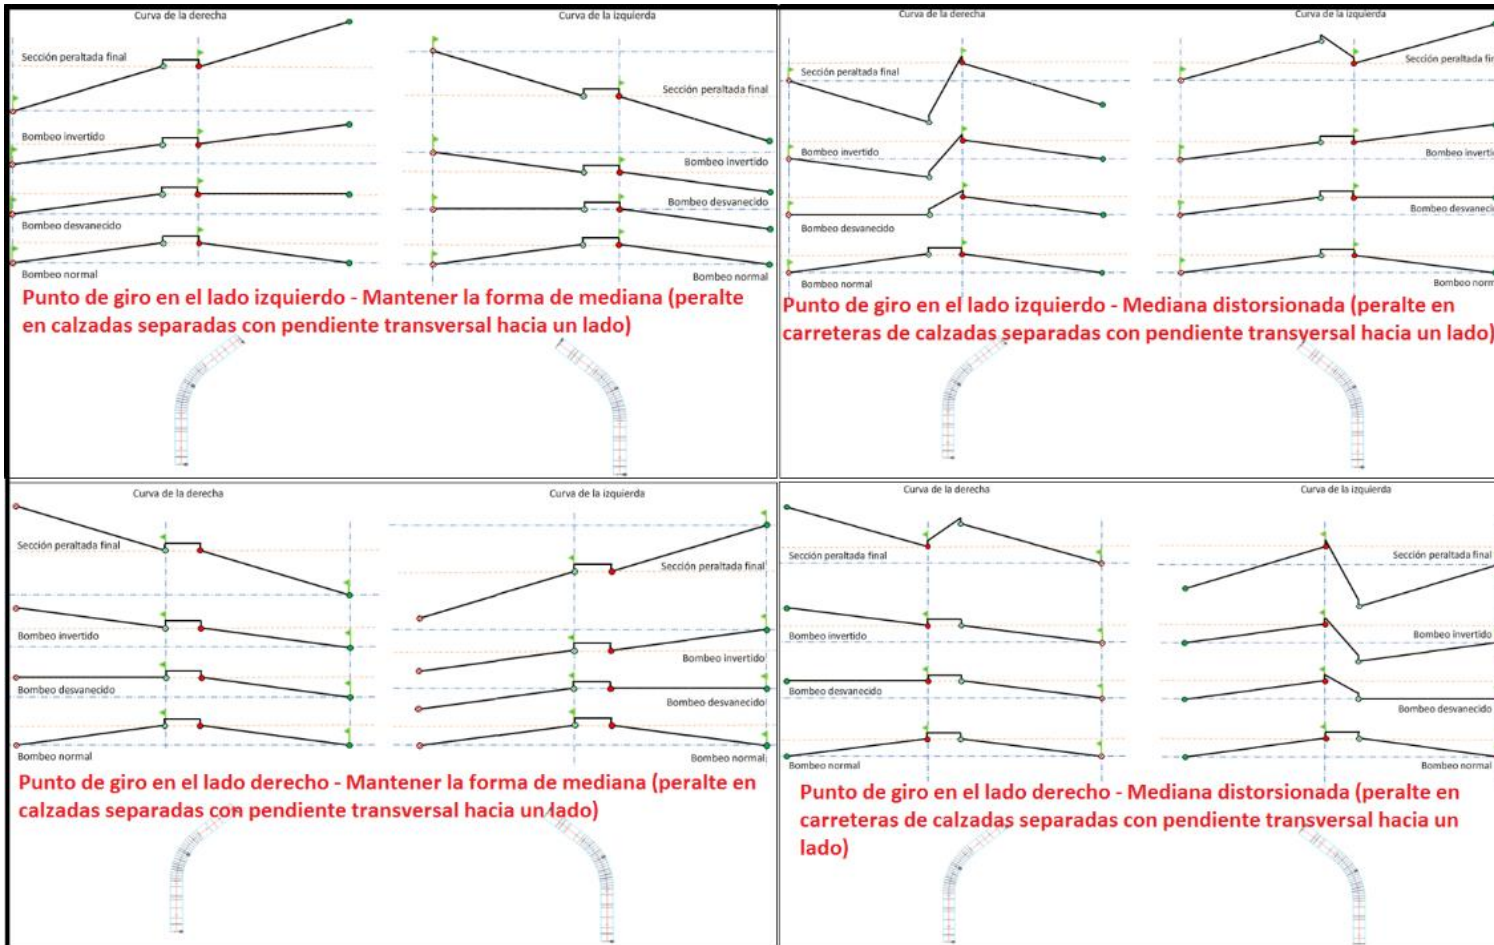 Curva de la derecha
Curva de la izquierda
Sección peraltada final
Sección peraltada final
Bombeo invertido
Bombeo invertido
Bombeo desvanecido
Bombeo desvanecido
Bombeo normal
Bombeo normal
Punto de giro en el lado izquierdo - Mantener la forma de mediana (peralte
en calzadas separadas con pendiente transversal hacia un lado)
Curva de la derecha
Curva de la izquierda
Sección peraltada final
Sección peraltada fin
Bombeo invertido
Bombeo inverti
Bombeo desvanecido
Bombeo desvaneci
Bombeo normal
Bombeo norm
Punto de giro en el lado izquierdo - Mediana distorsionada (peralte en
carreteras de calzadas separadas con pendiente transversal hacia un lado)
Curva de la derecha
Curva de la izquierda
Sección peraltada final
Sección peraltada final
Bombeo invertido
Bombeo invertido
Bombeo desvanecido
Bombeo desvanecido
Bombeo normal
Bombeo normal
Punto de giro en el lado derecho - Mantener la forma de mediana (peralte en
calzadas separadas con pendiente transversal hacia un lado)
Curva de la derecha
Curva de la izquierda
Sección peraltada final
Sección peraltada final
Bombeo invertido
Bombeo invertido
Bombeo desvanecido
Bombeo desvanecido
Bombeo normal
Bombeo normal
Punto de giro en el lado derecho - Mediana distorsionada (peralte en
carreteras de calzadas separadas con pendiente transversal hacia un
lado)